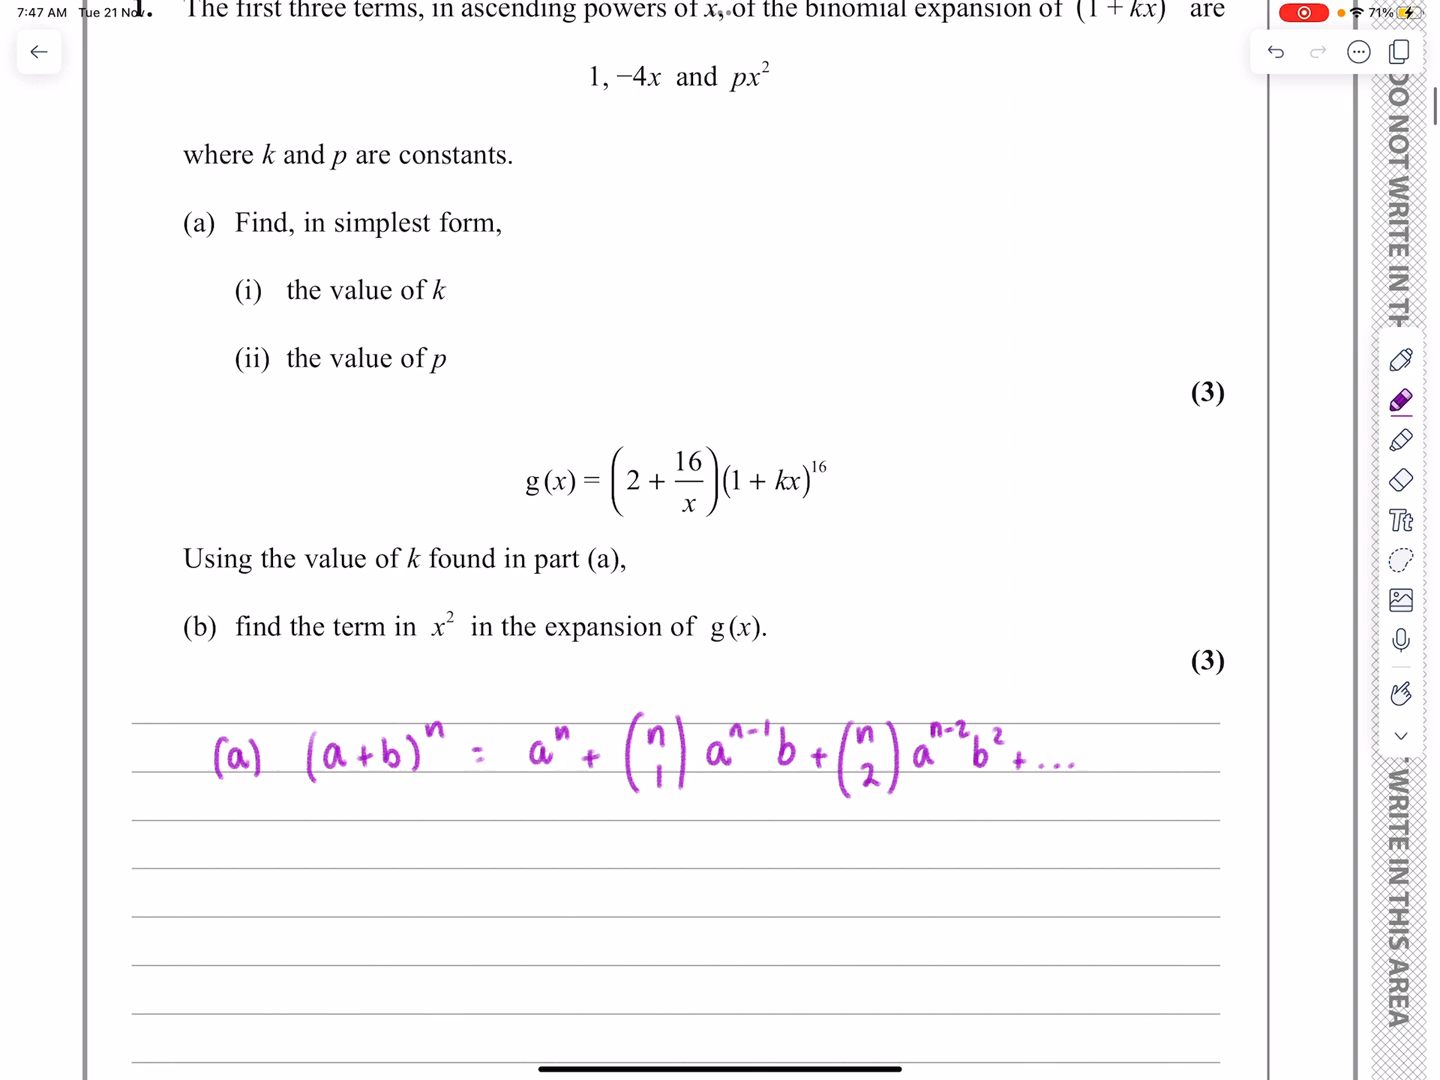 7:47 AM Tue 21 Nov
71%
1. The first three terms, in ascending powers of x, of the binomial expansion of (1 + kx) are
1, −4x and px²
where k and p are constants.
(a) Find, in simplest form,
(i) the value of k
(ii) the value of p
(3)
g(x) = (2 + 16/x)(1 + kx)¹⁶
Using the value of k found in part (a),
(b) find the term in x² in the expansion of g(x).
(3)
(a) (a+b)ⁿ = aⁿ + (n 1) aⁿ⁻¹b + (n 2) aⁿ⁻²b² + ...
DO NOT WRITE IN TH
WRITE IN THIS AREA
Tt